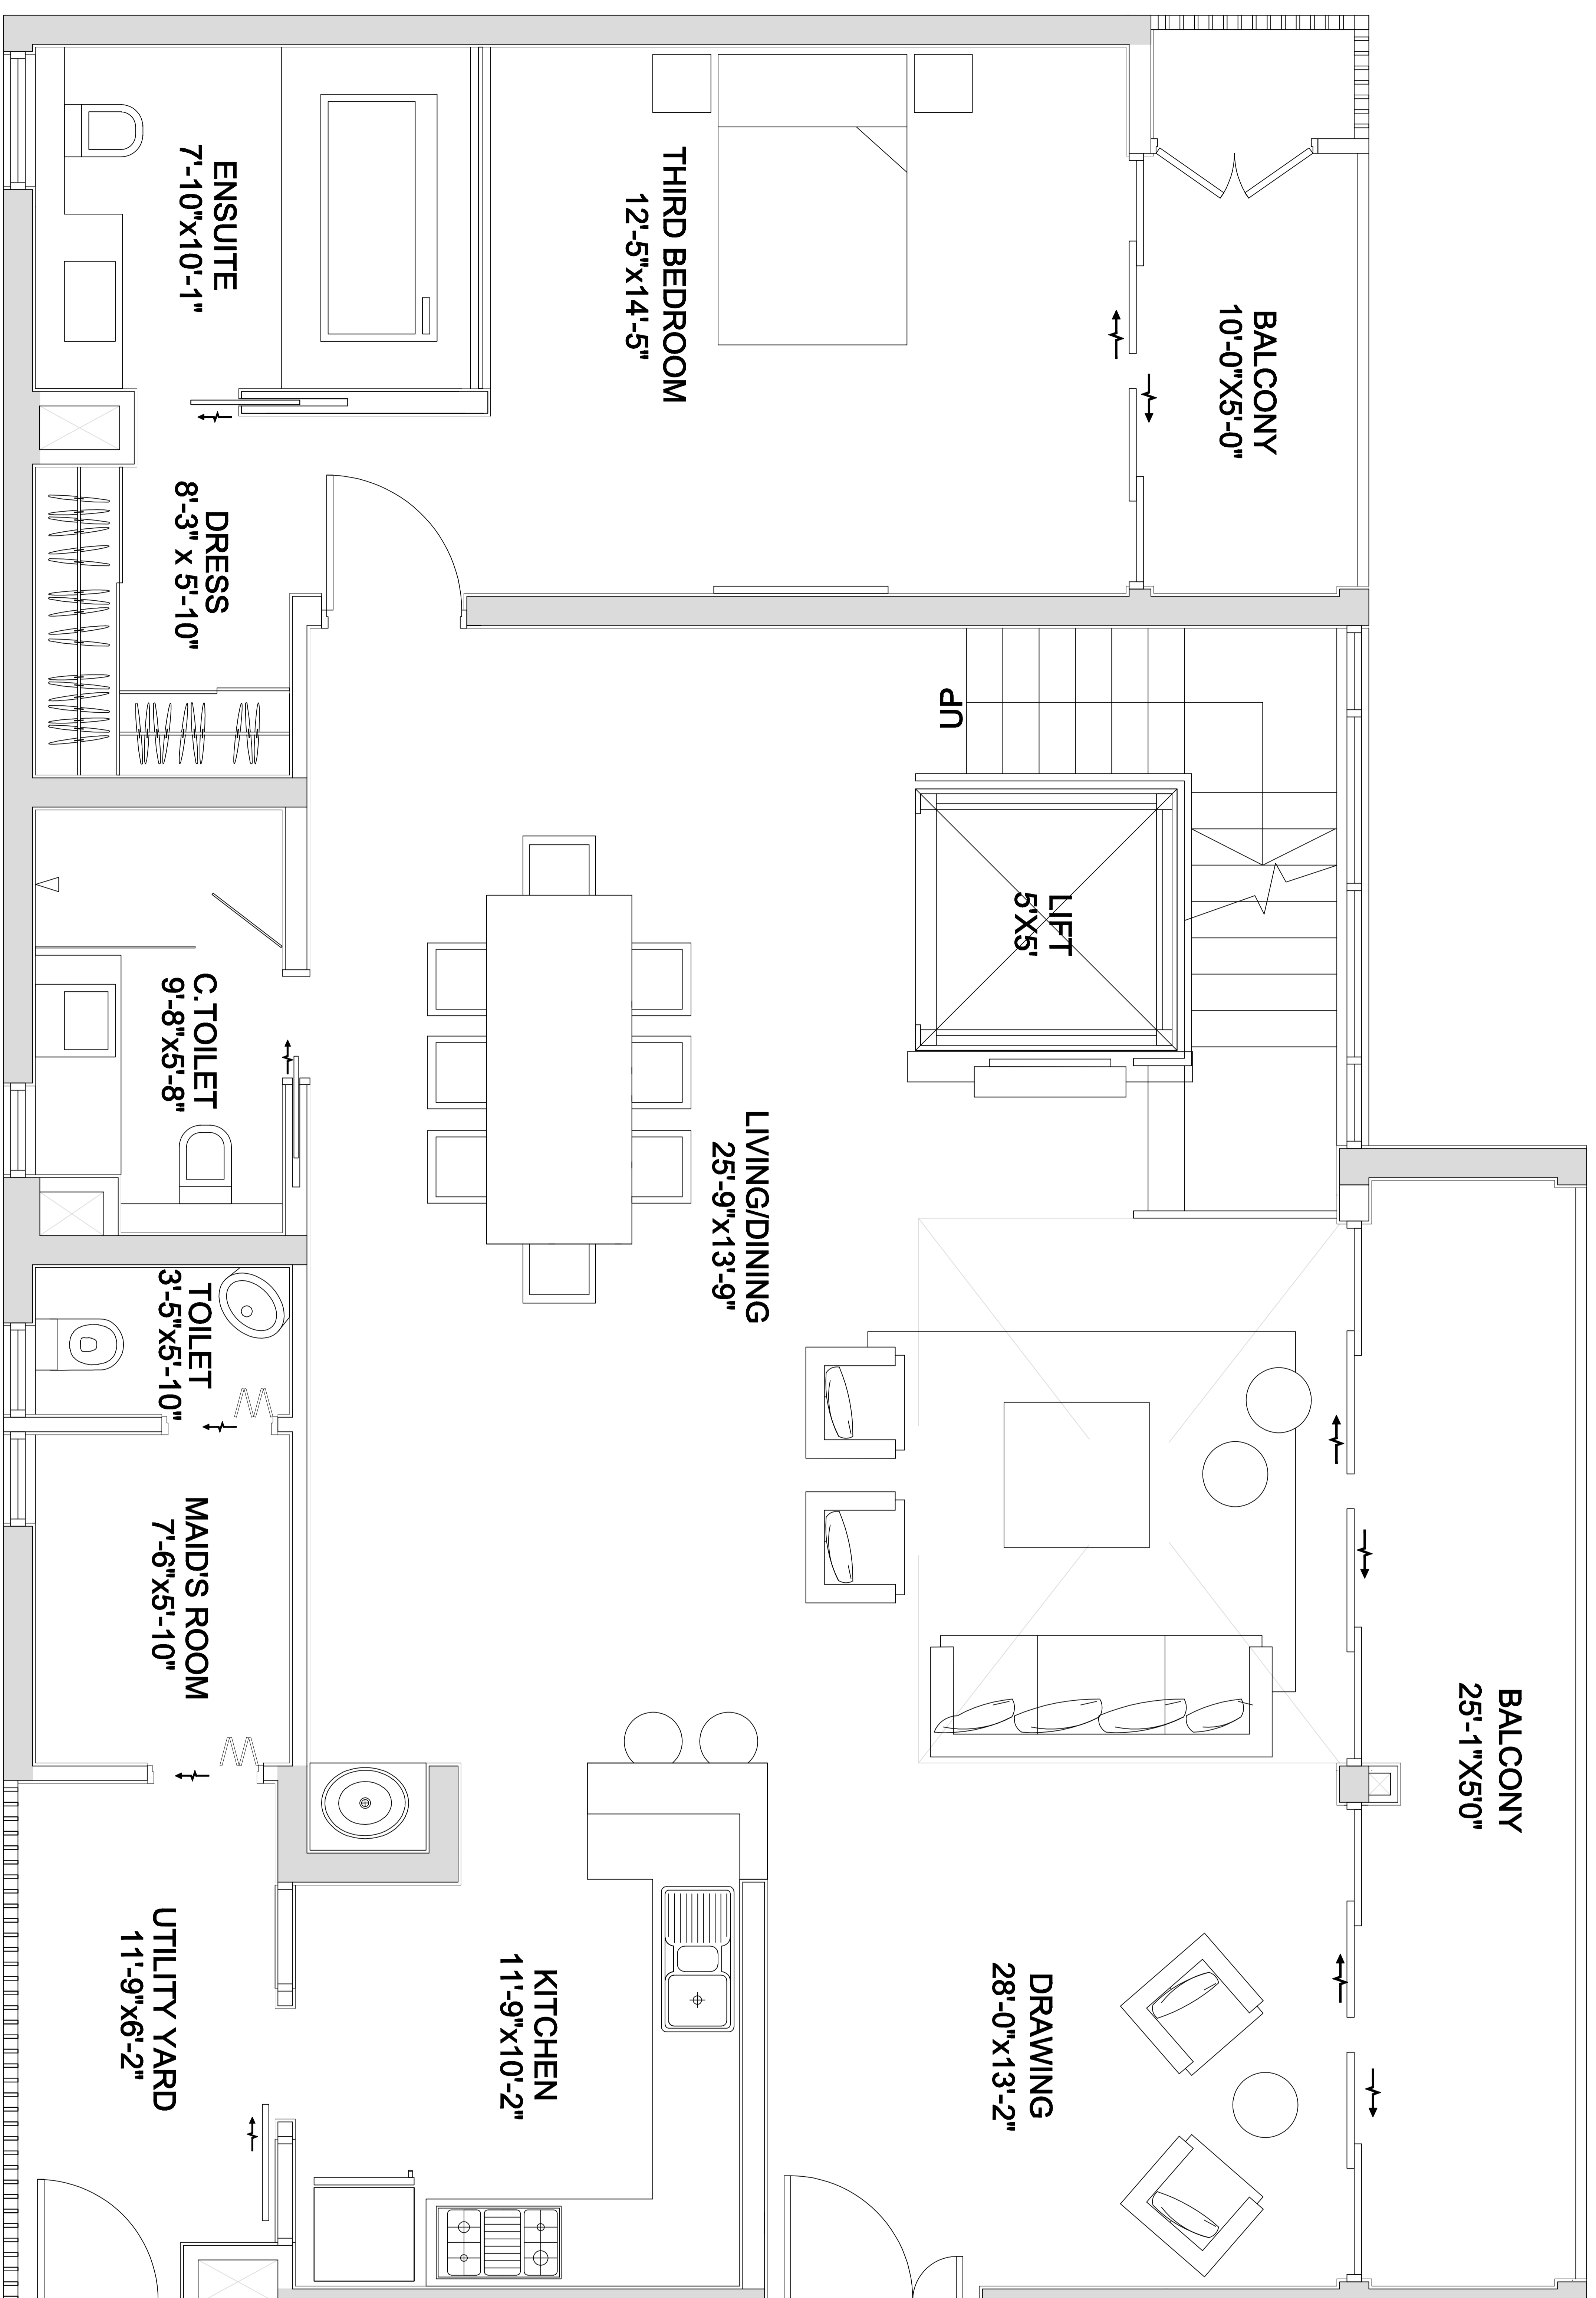 BALCONY
10'-0"X5'-0"
THIRD BEDROOM
12'-5"x14'-5"
ENSUITE
7'-10"x10'-1"
DRESS
8'-3" x 5'-10"
UP
LIFT
5'X5'
C.TOILET
9'-8"x5'-8"
LIVING/DINING
25'-9"x13'-9"
TOILET
3'-5"x5'-10"
MAID'S ROOM
7'-6"x5'-10"
BALCONY
25'-1"X5'0"
DRAWING
28'-0"x13'-2"
KITCHEN
11'-9"x10'-2"
UTILITY YARD
11'-9"x6'-2"